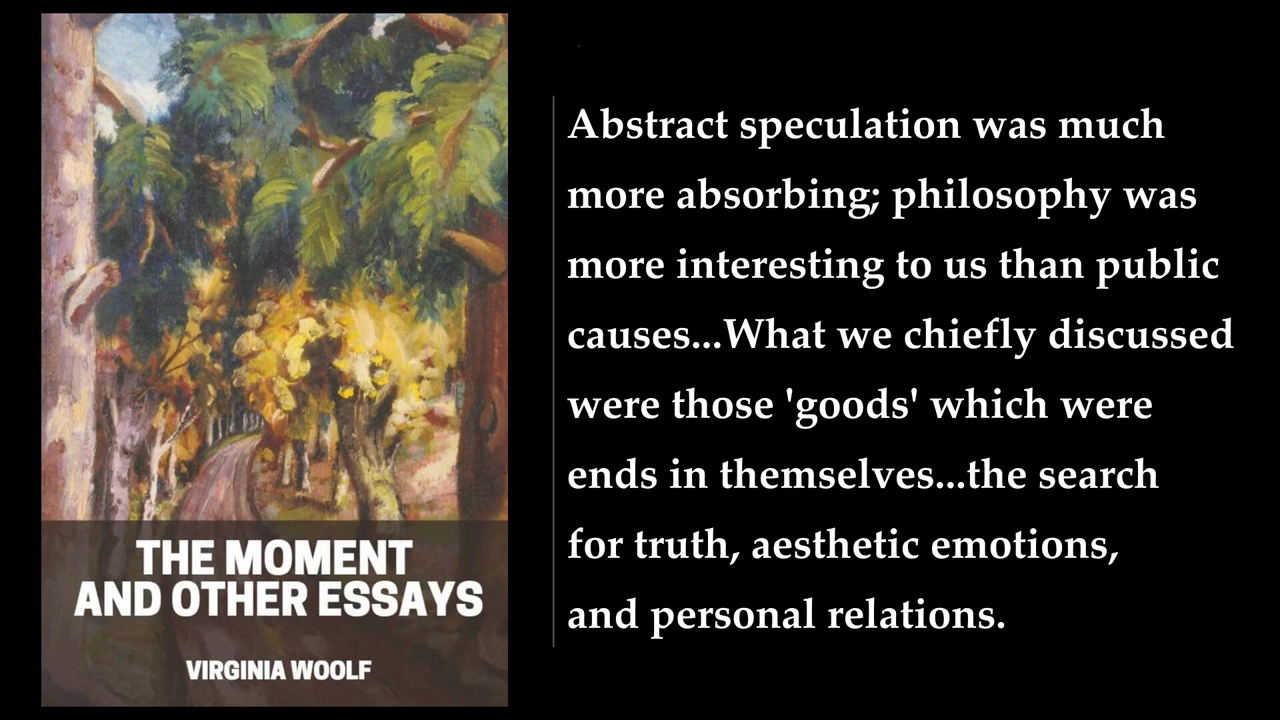 THE MOMENT
AND OTHER ESSAYS
VIRGINIA WOOLF
Abstract speculation was much
more absorbing; philosophy was
more interesting to us than public
causes...What we chiefly discussed
were those 'goods' which were
ends in themselves...the search
for truth, aesthetic emotions,
and personal relations.